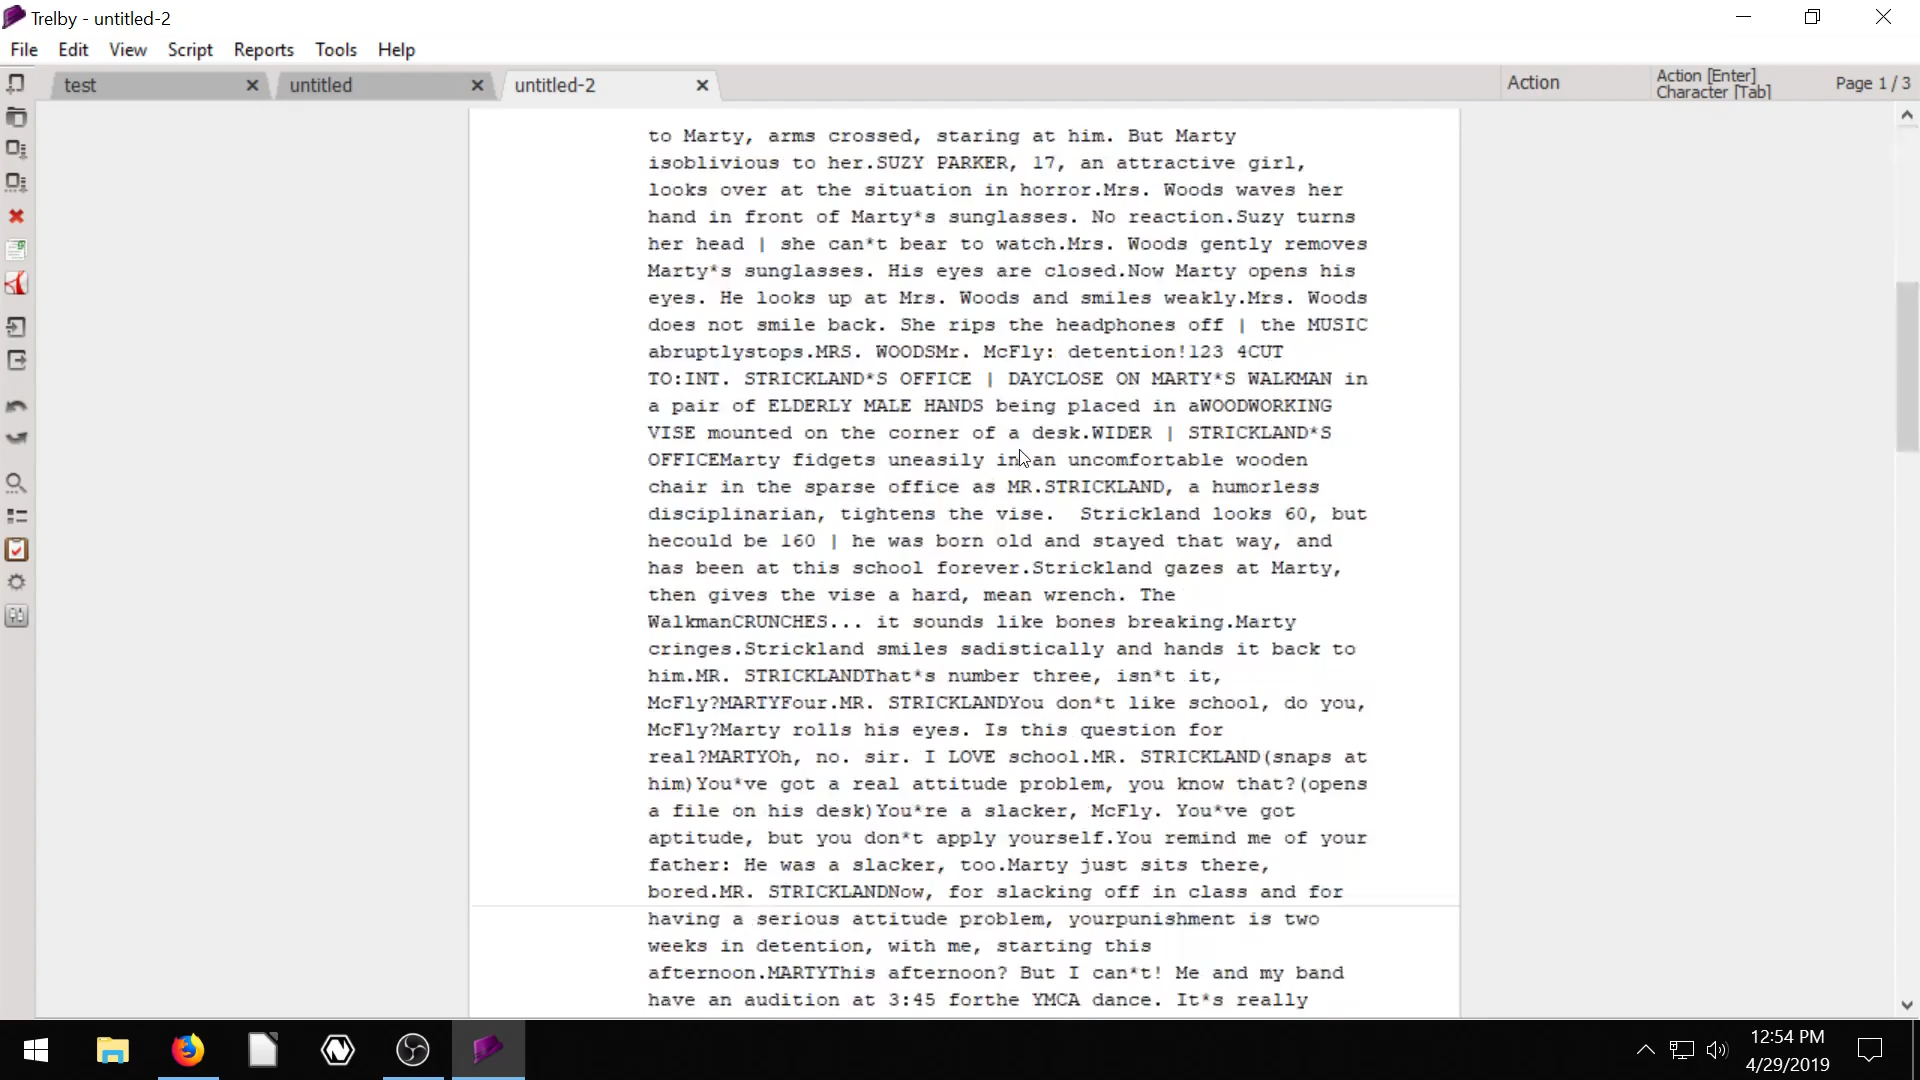 Trelby - untitled-2
File Edit View Script Reports Tools Help
test untitled untitled-2 Action Action [Enter] Character [Tab] Page 1 / 3
to Marty, arms crossed, staring at him. But Marty
isoblivious to her.SUZY PARKER, 17, an attractive girl,
looks over at the situation in horror.Mrs. Woods waves her
hand in front of Marty*s sunglasses. No reaction.Suzy turns
her head | she can*t bear to watch.Mrs. Woods gently removes
Marty*s sunglasses. His eyes are closed.Now Marty opens his
eyes. He looks up at Mrs. Woods and smiles weakly.Mrs. Woods
does not smile back. She rips the headphones off | the MUSIC
abruptlystops.MRS. WOODSMr. McFly: detention!123 4CUT
TO:INT. STRICKLAND*S OFFICE | DAYCLOSE ON MARTY*S WALKMAN in
a pair of ELDERLY MALE HANDS being placed in aWOODWORKING
VISE mounted on the corner of a desk.WIDER | STRICKLAND*S
OFFICEMarty fidgets uneasily in an uncomfortable wooden
chair in the sparse office as MR.STRICKLAND, a humorless
disciplinarian, tightens the vise.  Strickland looks 60, but
hecould be 160 | he was born old and stayed that way, and
has been at this school forever.Strickland gazes at Marty,
then gives the vise a hard, mean wrench. The
WalkmanCRUNCHES... it sounds like bones breaking.Marty
cringes.Strickland smiles sadistically and hands it back to
him.MR. STRICKLANDThat*s number three, isn*t it,
McFly?MARTYFour.MR. STRICKLANDYou don*t like school, do you,
McFly?Marty rolls his eyes. Is this question for
real?MARTYOh, no. sir. I LOVE school.MR. STRICKLAND(snaps at
him)You*ve got a real attitude problem, you know that?(opens
a file on his desk)You*re a slacker, McFly. You*ve got
aptitude, but you don*t apply yourself.You remind me of your
father: He was a slacker, too.Marty just sits there,
bored.MR. STRICKLANDNow, for slacking off in class and for
having a serious attitude problem, yourpunishment is two
weeks in detention, with me, starting this
afternoon.MARTYThis afternoon? But I can*t! Me and my band
have an audition at 3:45 forthe YMCA dance. It*s really
12:54 PM
4/29/2019